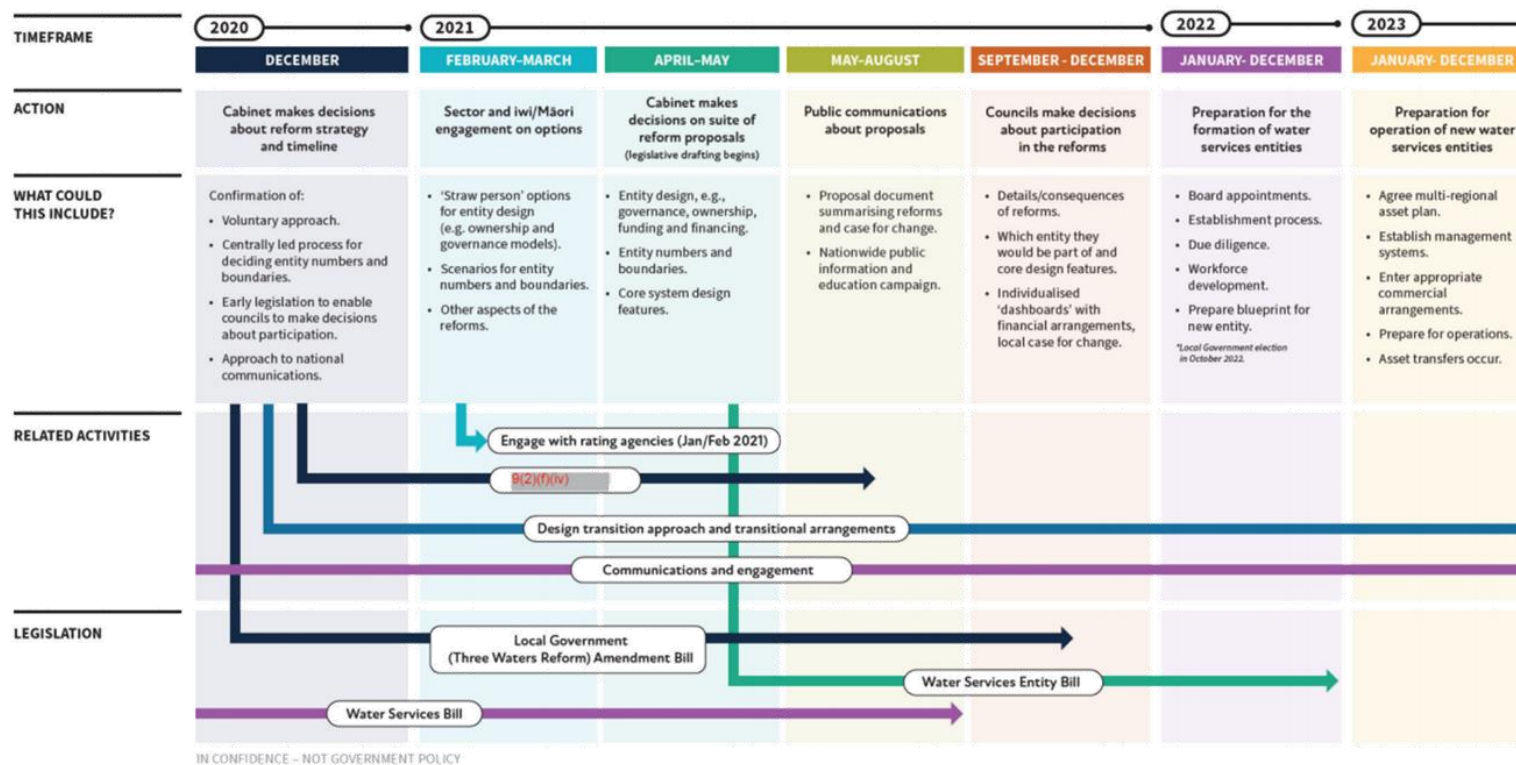 TIMEFRAME
2020
2021
2022
2023
DECEMBER
FEBRUARY–MARCH
APRIL–MAY
MAY–AUGUST
SEPTEMBER - DECEMBER
JANUARY- DECEMBER
JANUARY- DECEMBER
ACTION
Cabinet makes decisions
about reform strategy
and timeline
Sector and iwi/Māori
engagement on options
Cabinet makes
decisions on suite of
reform proposals
(legislative drafting begins)
Public communications
about proposals
Councils make decisions
about participation
in the reforms
Preparation for the
formation of water
services entities
Preparation for
operation of new water
services entities
WHAT COULD
THIS INCLUDE?
Confirmation of:
• Voluntary approach.
• Centrally led process for
deciding entity numbers and
boundaries.
• Early legislation to enable
councils to make decisions
about participation.
• Approach to national
communications.
• ‘Straw person’ options
for entity design
(e.g. ownership and
governance models).
• Scenarios for entity
numbers and boundaries.
• Other aspects of the
reforms.
• Entity design, e.g.,
governance, ownership,
funding and financing.
• Entity numbers and
boundaries.
• Core system design
features.
• Proposal document
summarising reforms
and case for change.
• Nationwide public
information and
education campaign.
• Details/consequences
of reforms.
• Which entity they
would be part of and
core design features.
• Individualised
‘dashboards’ with
financial arrangements,
local case for change.
• Board appointments.
• Establishment process.
• Due diligence.
• Workforce
development.
• Prepare blueprint for
new entity.
*Local Government election
in October 2022.
• Agree multi-regional
asset plan.
• Establish management
systems.
• Enter appropriate
commercial
arrangements.
• Prepare for operations.
• Asset transfers occur.
RELATED ACTIVITIES
Engage with rating agencies (Jan/Feb 2021)
9(2)(f)(iv)
Design transition approach and transitional arrangements
Communications and engagement
LEGISLATION
Local Government
(Three Waters Reform) Amendment Bill
Water Services Entity Bill
Water Services Bill
IN CONFIDENCE – NOT GOVERNMENT POLICY